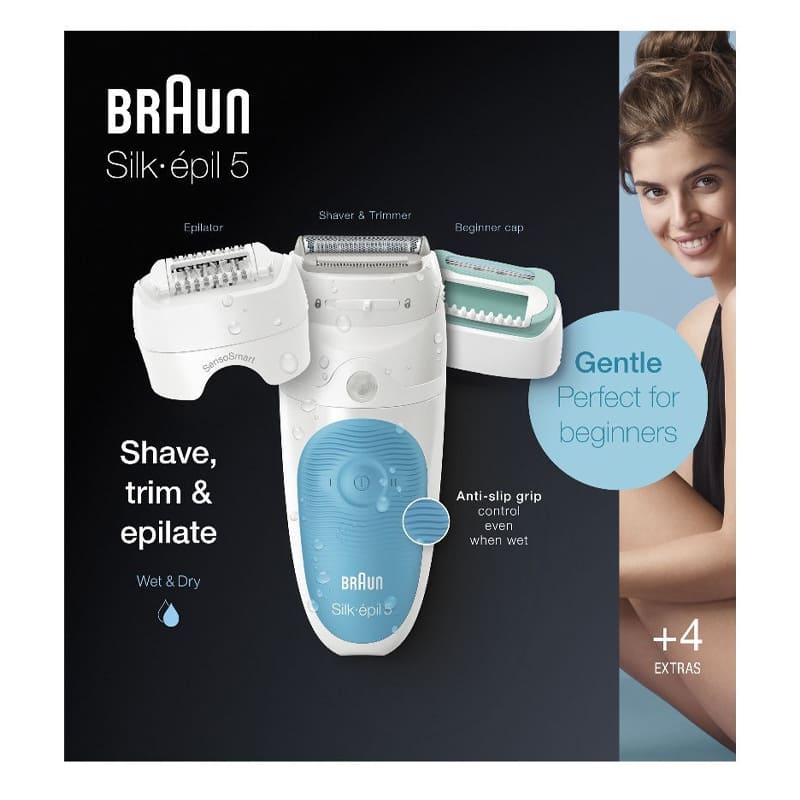 BRAUN
Silk·épil 5
Epilator
Shaver & Trimmer
Beginner cap
SensoSmart
Gentle
Perfect for
beginners
Shave,
trim &
epilate
Wet & Dry
I
II
Anti-slip grip
control
even
when wet
BRAUN
Silk·épil 5
+4
EXTRAS